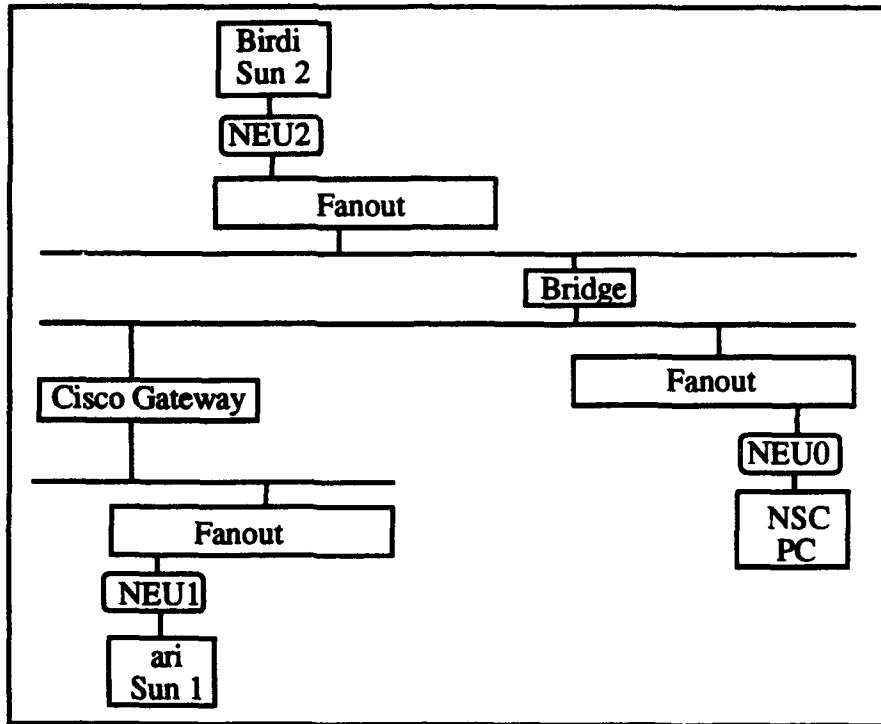 Birdi
Sun 2
NEU2
Fanout
Bridge
Fanout
Cisco Gateway
NEU0
NSC
PC
Fanout
NEU1
ari
Sun 1